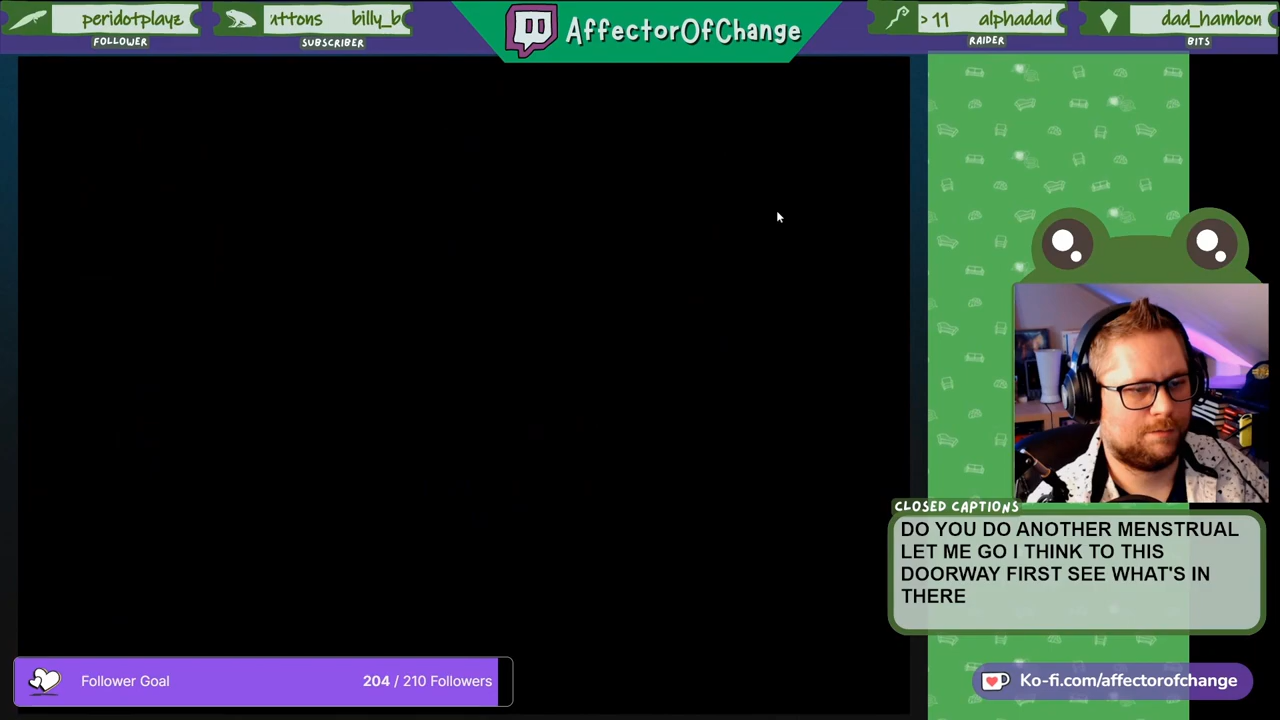 peridotplayz
FOLLOWER
uttons billy_b
SUBSCRIBER
AffectorOfChange
> 11 alphadad
RAIDER
dad_hambon
BITS
CLOSED CAPTIONS
DO YOU DO ANOTHER MENSTRUAL
LET ME GO I THINK TO THIS
DOORWAY FIRST SEE WHAT'S IN
THERE
Follower Goal
204 / 210 Followers
Ko-fi.com/affectorofchange